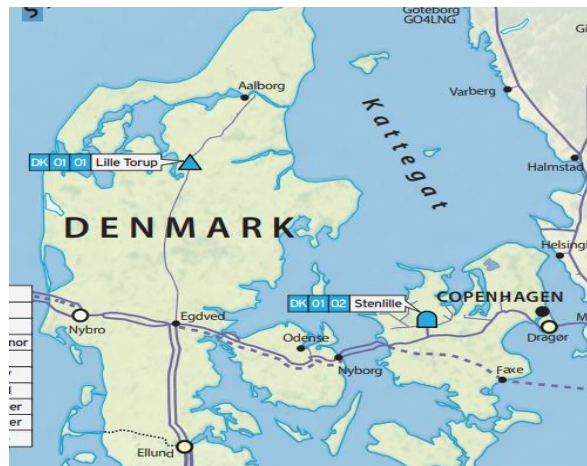 Göteborg
GO4LNG
Varberg
Aalborg
Kattegat
DK 01 01 Lille Torup
Halmstad
DENMARK
Helsing
DK 01 02 Stenlille
COPENHAGEN
Nybro
Egdved
Odense
Dragør
Nyborg
Faxe
Ellund